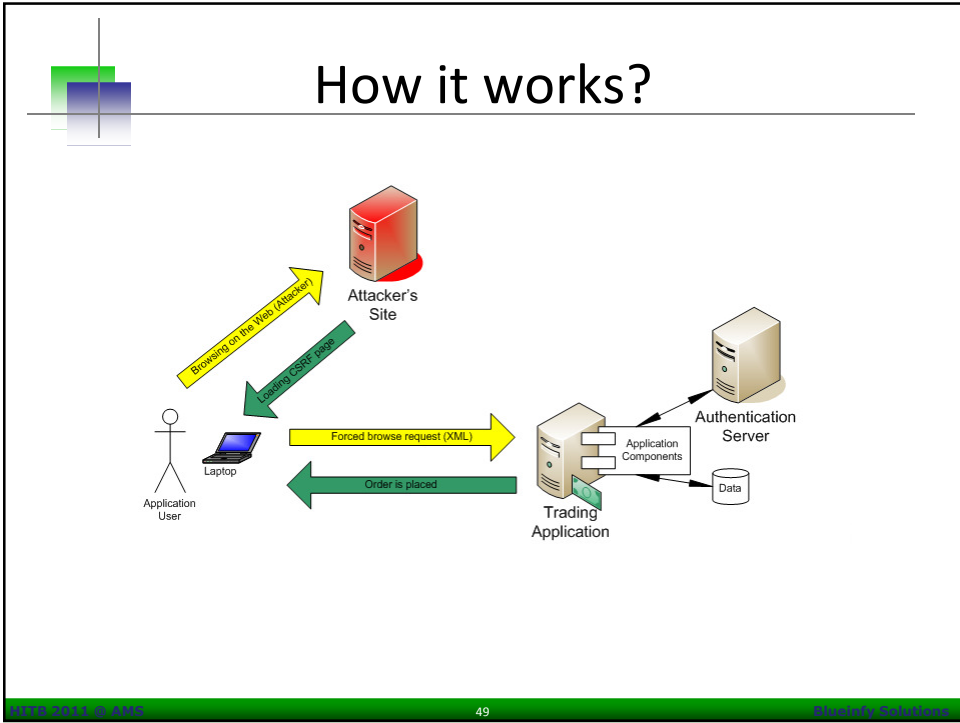 How it works?
Attacker's
Site
Browsing on the Web (Attacker)
Loading CSRF page
Authentication
Server
Forced browse request (XML)
Application
Components
Laptop
Order is placed
Data
Application
User
Trading
Application
HITB 2011 @ AMS
49
Blueinfy Solutions